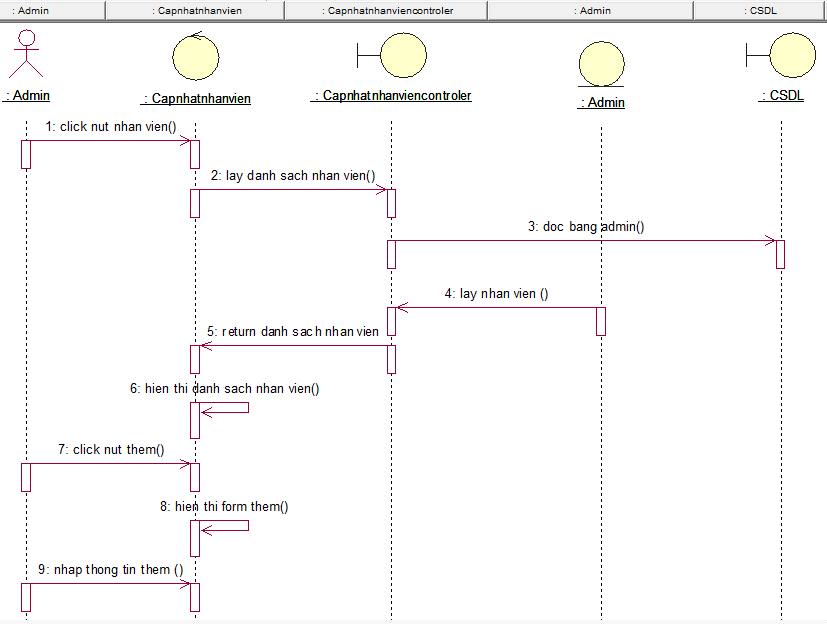 : Admin
: Capnhatnhanvien
: Capnhatnhanviencontroler
: Admin
: CSDL
: Admin
: Capnhatnhanvien
: Capnhatnhanviencontroler
: Admin
: CSDL
1: click nut nhan vien()
2: lay danh sach nhan vien()
3: doc bang admin()
4: lay nhan vien ()
5: return danh sach nhan vien
6: hien thi danh sach nhan vien()
7: click nut them()
8: hien thi form them()
9: nhap thong tin them ()